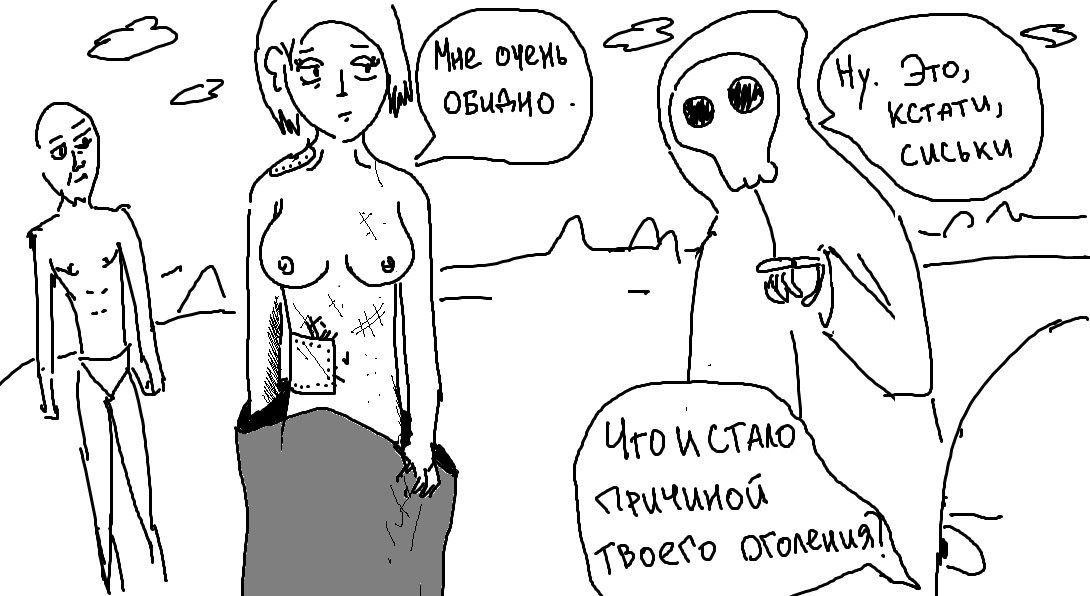 Мне очень
ОБИДНО.
Ну. Это,
кстати,
сиськи
Что и стало
причиной
твоего оголения?